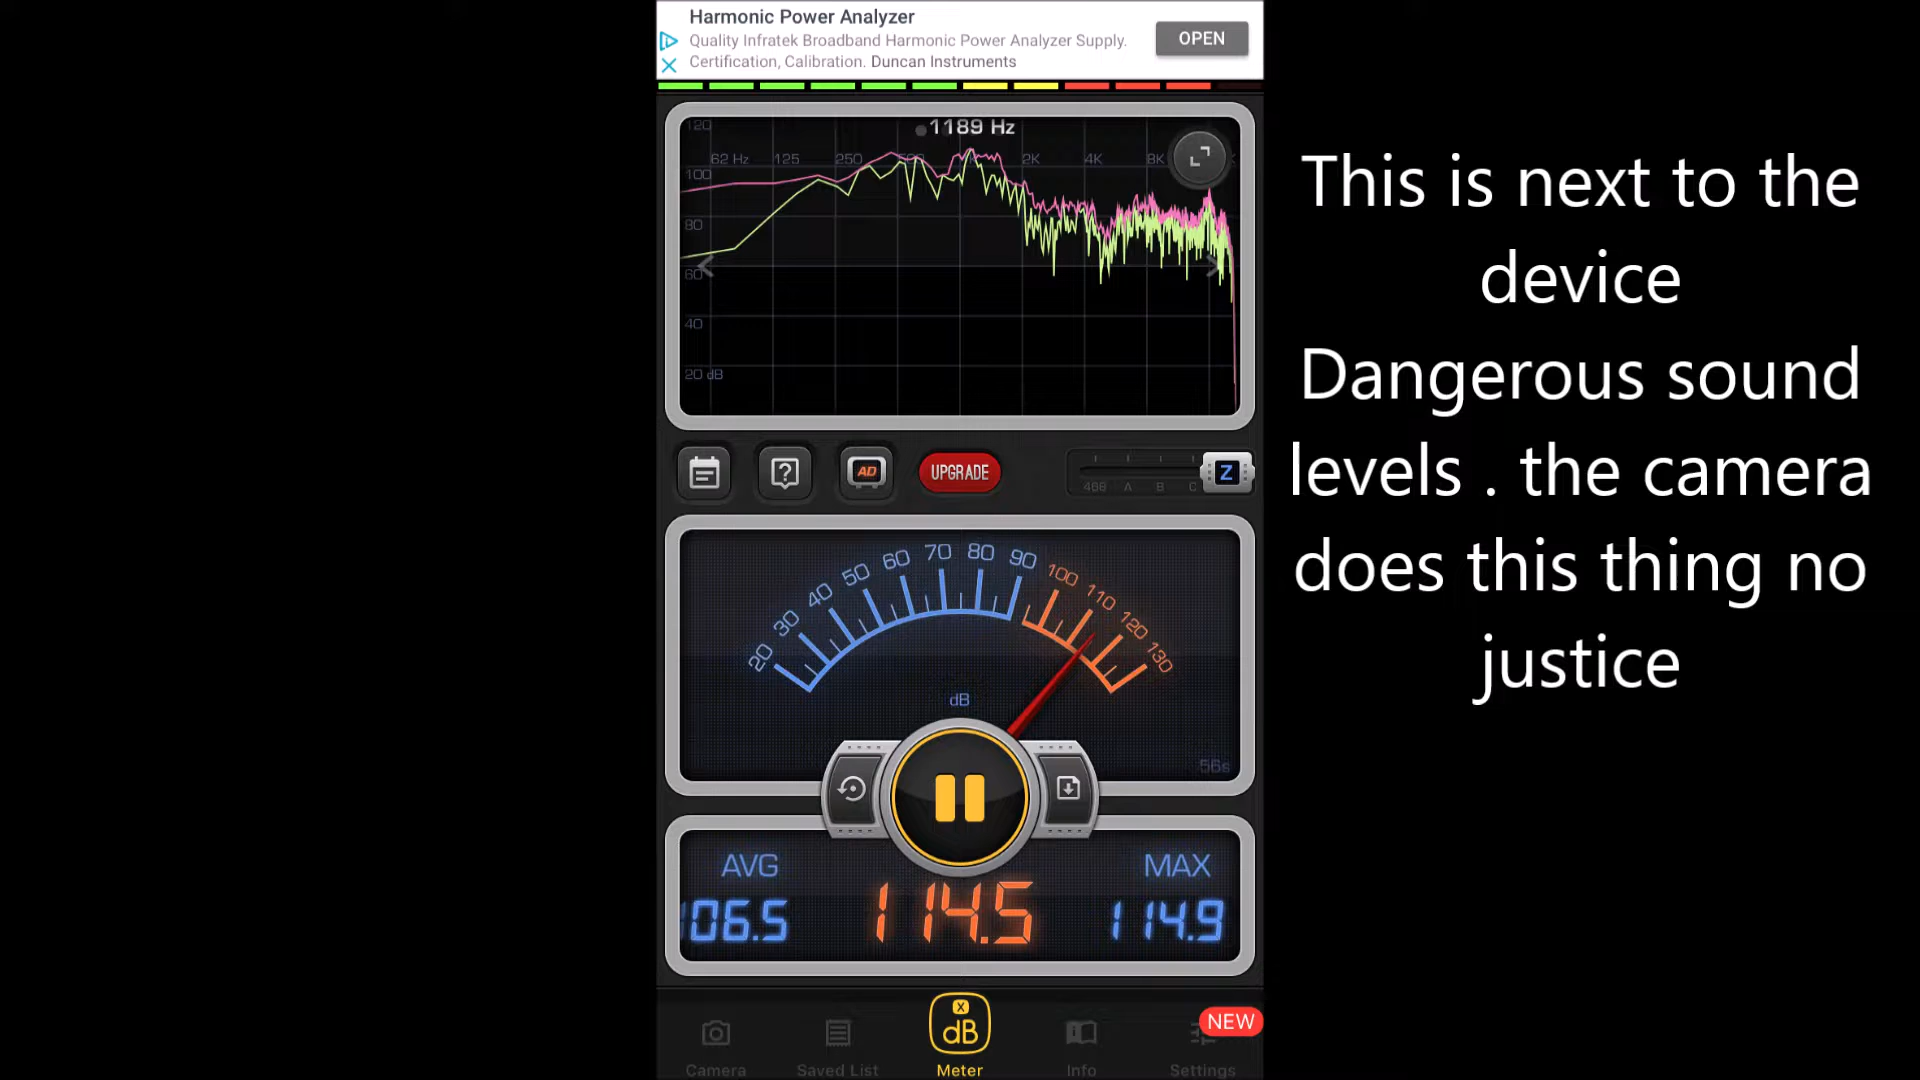 Harmonic Power Analyzer
Quality Infratek Broadband Harmonic Power Analyzer Supply.
Certification, Calibration. Duncan Instruments
OPEN
1189 Hz
120
62 Hz 125 250 500 2K 4K 8K
100
80
60
40
20 dB
AD
UPGRADE
Z
468 A B C
20 30 40 50 60 70 80 90 100 110 120 130
dB
56s
AVG
MAX
106.5
114.5
114.9
NEW
dB
Camera
Saved List
Meter
Info
Settings
This is next to the
device
Dangerous sound
levels . the camera
does this thing no
justice